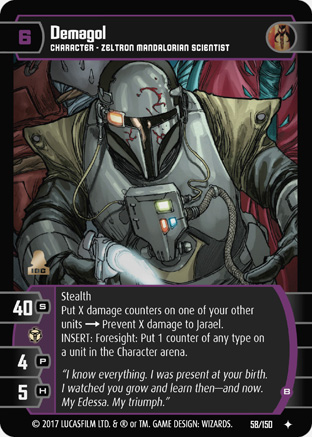 6
Demagol
CHARACTER - ZELTRON MANDALORIAN SCIENTIST
40 S
4 P
5 H
Stealth
Put X damage counters on one of your other
units → Prevent X damage to Jarael.
INSERT: Foresight: Put 1 counter of any type on
a unit in the Character arena.
"I know everything. I was present at your birth.
I watched you grow and learn then—and now.
My Edessa. My triumph."
B
© 2017 LUCASFILM LTD. & ® or TM. GAME DESIGN: WIZARDS.
58/150